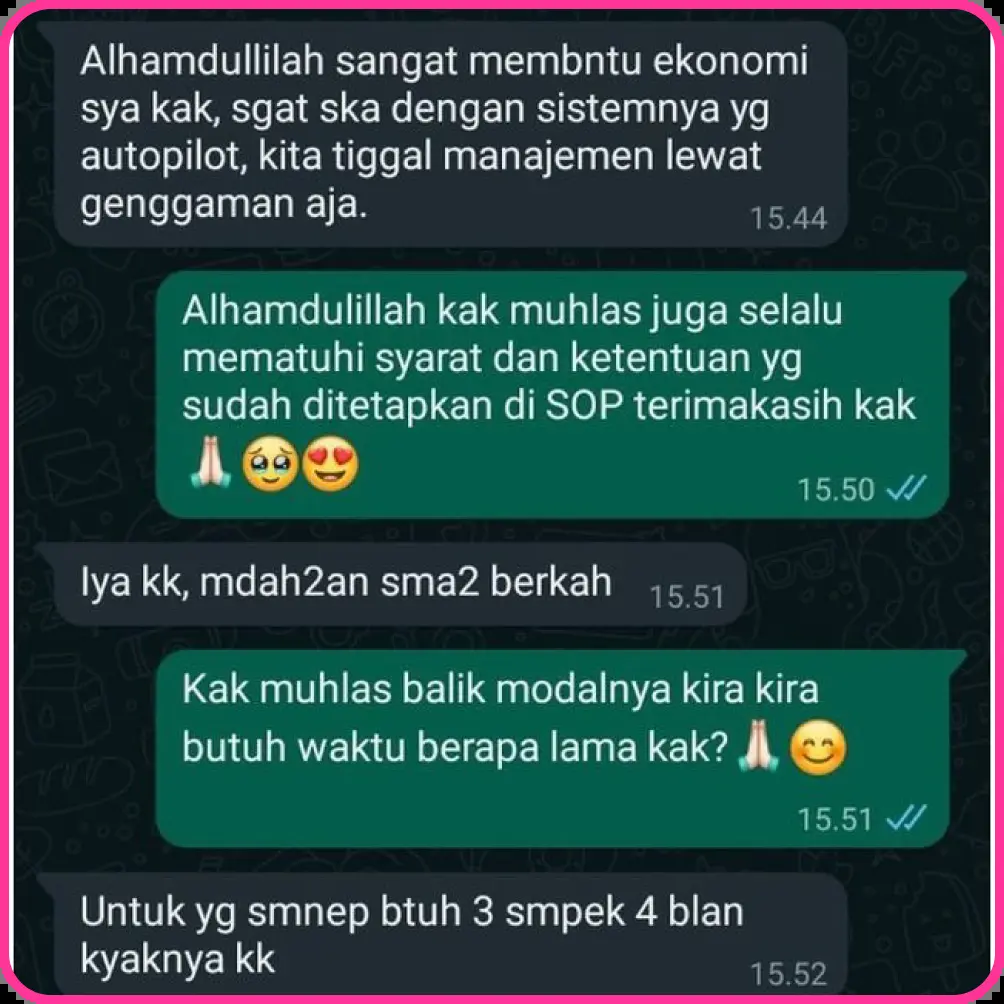 Alhamdullilah sangat membntu ekonomi
sya kak, sgat ska dengan sistemnya yg
autopilot, kita tiggal manajemen lewat
genggaman aja.
15.44
Alhamdulillah kak muhlas juga selalu
mematuhi syarat dan ketentuan yg
sudah ditetapkan di SOP terimakasih kak
🙏🏻🥹😍
15.50
Iya kk, mdah2an sma2 berkah
15.51
Kak muhlas balik modalnya kira kira
butuh waktu berapa lama kak?🙏🏻😊
15.51
Untuk yg smnep btuh 3 smpek 4 blan
kyaknya kk
15.52